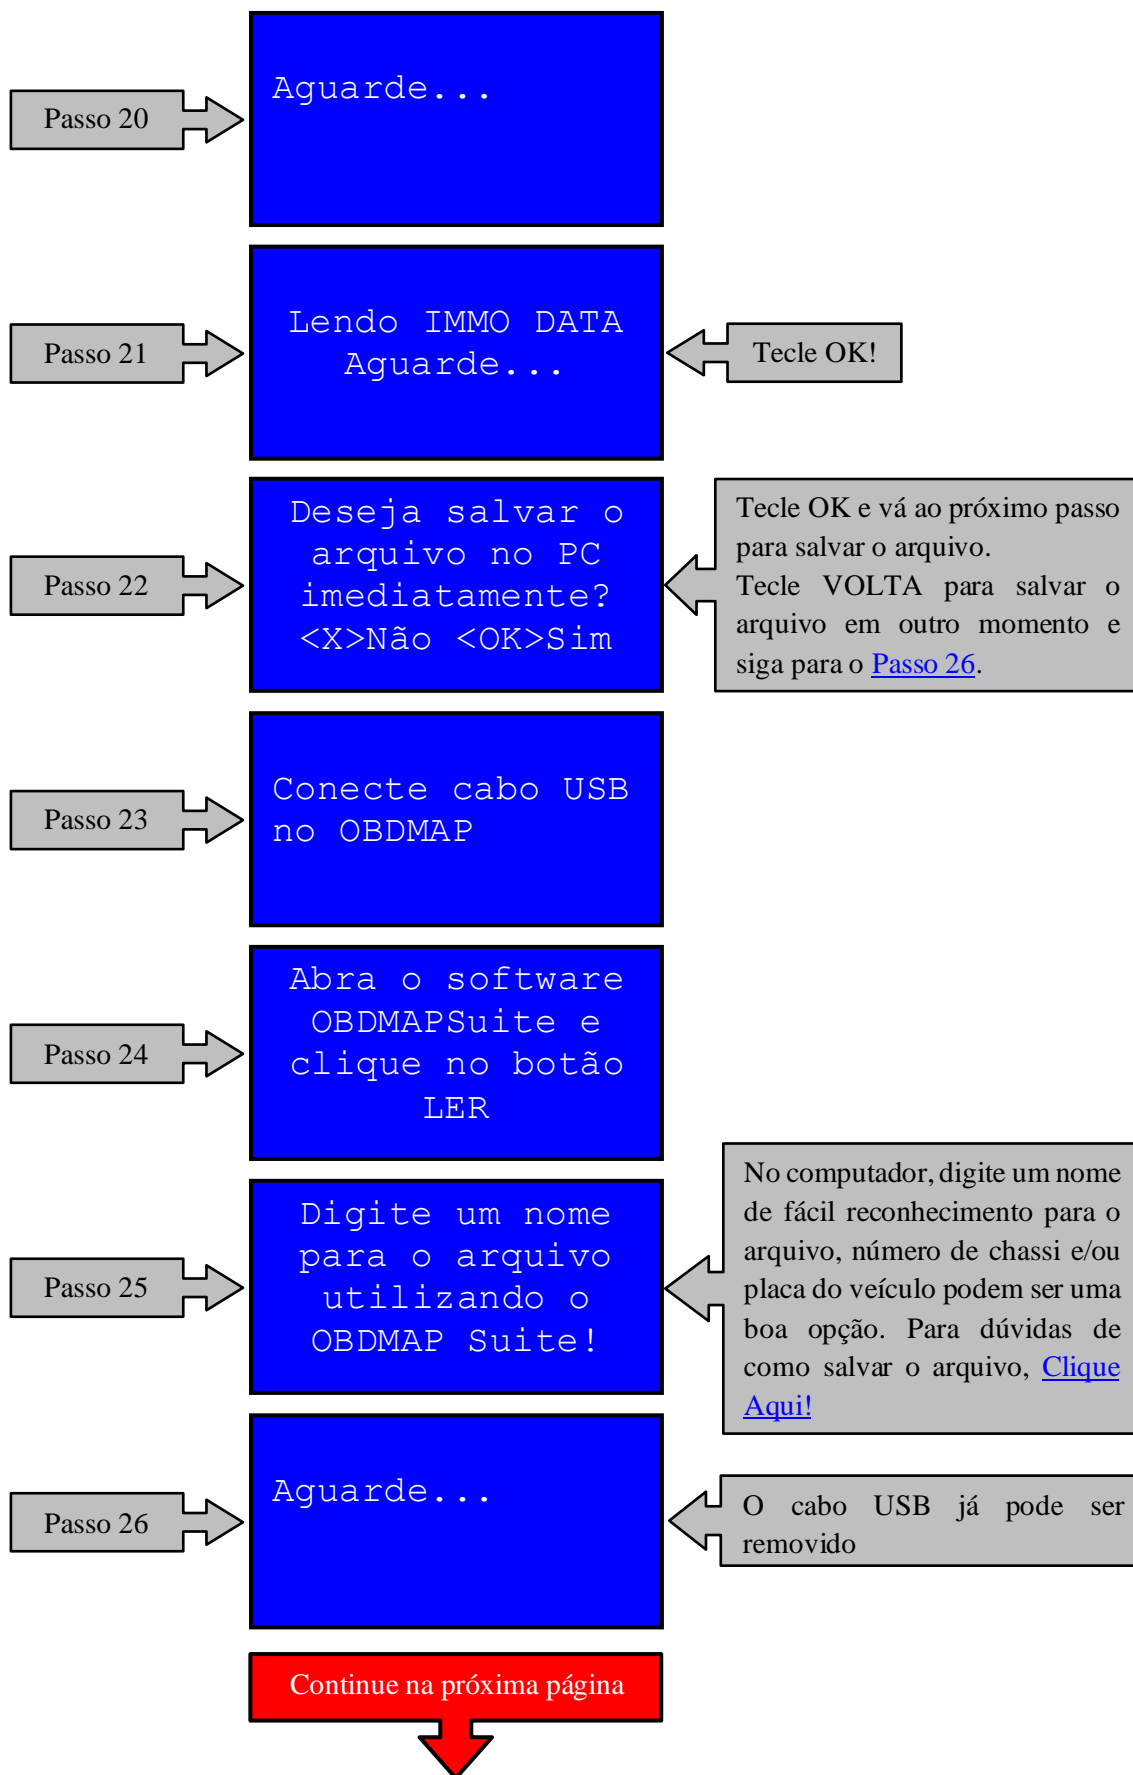 Passo 20
Aguarde...
Passo 21
Lendo IMMO DATA
Aguarde...
Tecle OK!
Passo 22
Deseja salvar o
arquivo no PC
imediatamente?
<X>Não <OK>Sim
Tecle OK e vá ao próximo passo
para salvar o arquivo.
Tecle VOLTA para salvar o
arquivo em outro momento e
siga para o Passo 26.
Passo 23
Conecte cabo USB
no OBDMAP
Passo 24
Abra o software
OBDMAPSuite e
clique no botão
LER
Passo 25
Digite um nome
para o arquivo
utilizando o
OBDMAP Suite!
No computador, digite um nome
de fácil reconhecimento para o
arquivo, número de chassi e/ou
placa do veículo podem ser uma
boa opção. Para dúvidas de
como salvar o arquivo, Clique
Aqui!
Passo 26
Aguarde...
O cabo USB já pode ser
removido
Continue na próxima página